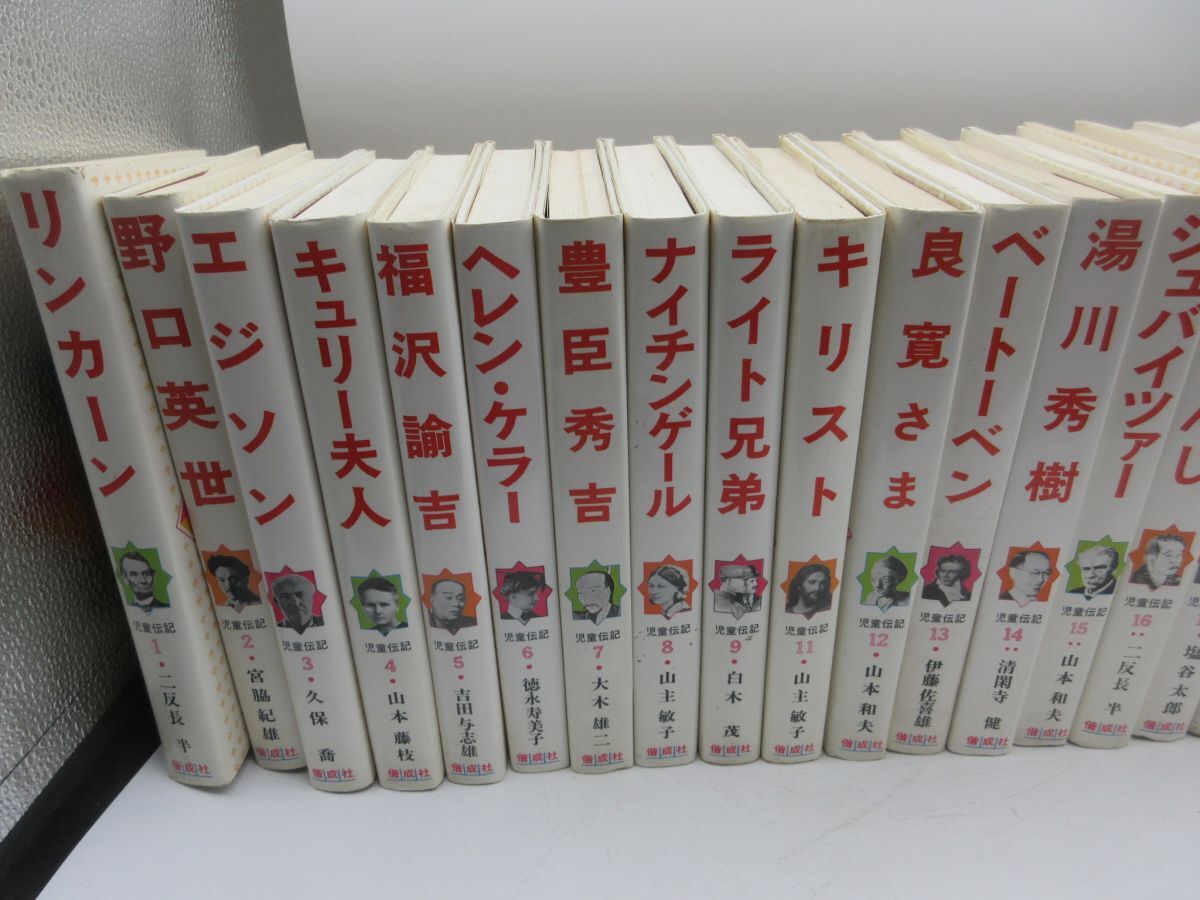 リンカーン
児童伝記
1・二反長 半
偕成社
野口英世
2・宮脇紀雄
エジソン
児童伝記
3・久保 喬
偕成社
キュリー夫人
児童伝記
4・山本藤枝
偕成社
福沢諭吉
児童伝記
5・吉田与志雄
偕成社
ヘレン・ケラー
児童伝記
6・徳永寿美子
偕成社
豊臣秀吉
児童伝記
7・大木雄二
偕成社
ナイチンゲール
児童伝記
8・山主敏子
偕成社
ライト兄弟
児童伝記
9・白木 茂
偕成社
キリスト
児童伝記
11・山主敏子
偕成社
良寛さま
児童伝記
12・山本和夫
偕成社
ベートーベン
児童伝記
13・伊藤佐喜雄
偕成社
湯川秀樹
児童伝記
14・清閑寺 健
偕成社
シュバイツァー
児童伝記
15・山本和夫
偕成社
児童伝記
16・二反長 半
偕成社
塩谷太郎